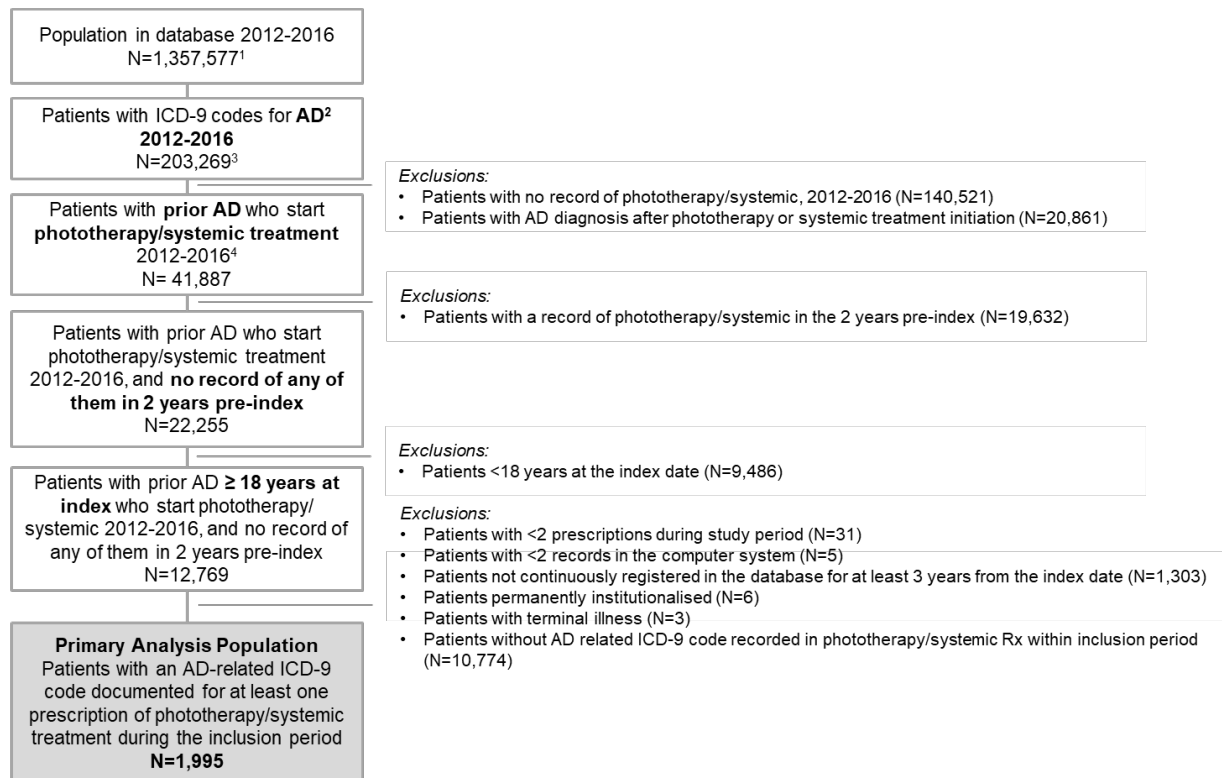 Population in database 2012-2016
N=1,357,577¹
Patients with ICD-9 codes for AD²
2012-2016
N=203,269³
Exclusions:
• Patients with no record of phototherapy/systemic, 2012-2016 (N=140,521)
• Patients with AD diagnosis after phototherapy or systemic treatment initiation (N=20,861)
Patients with prior AD who start
phototherapy/systemic treatment
2012-2016⁴
N= 41,887
Exclusions:
• Patients with a record of phototherapy/systemic in the 2 years pre-index (N=19,632)
Patients with prior AD who start
phototherapy/systemic treatment
2012-2016, and no record of any of
them in 2 years pre-index
N=22,255
Exclusions:
• Patients <18 years at the index date (N=9,486)
Patients with prior AD ≥ 18 years at
index who start phototherapy/
systemic 2012-2016, and no record of
any of them in 2 years pre-index
N=12,769
Exclusions:
• Patients with <2 prescriptions during study period (N=31)
• Patients with <2 records in the computer system (N=5)
• Patients not continuously registered in the database for at least 3 years from the index date (N=1,303)
• Patients permanently institutionalised (N=6)
• Patients with terminal illness (N=3)
• Patients without AD related ICD-9 code recorded in phototherapy/systemic Rx within inclusion period
(N=10,774)
Primary Analysis Population
Patients with an AD-related ICD-9
code documented for at least one
prescription of phototherapy/systemic
treatment during the inclusion period
N=1,995